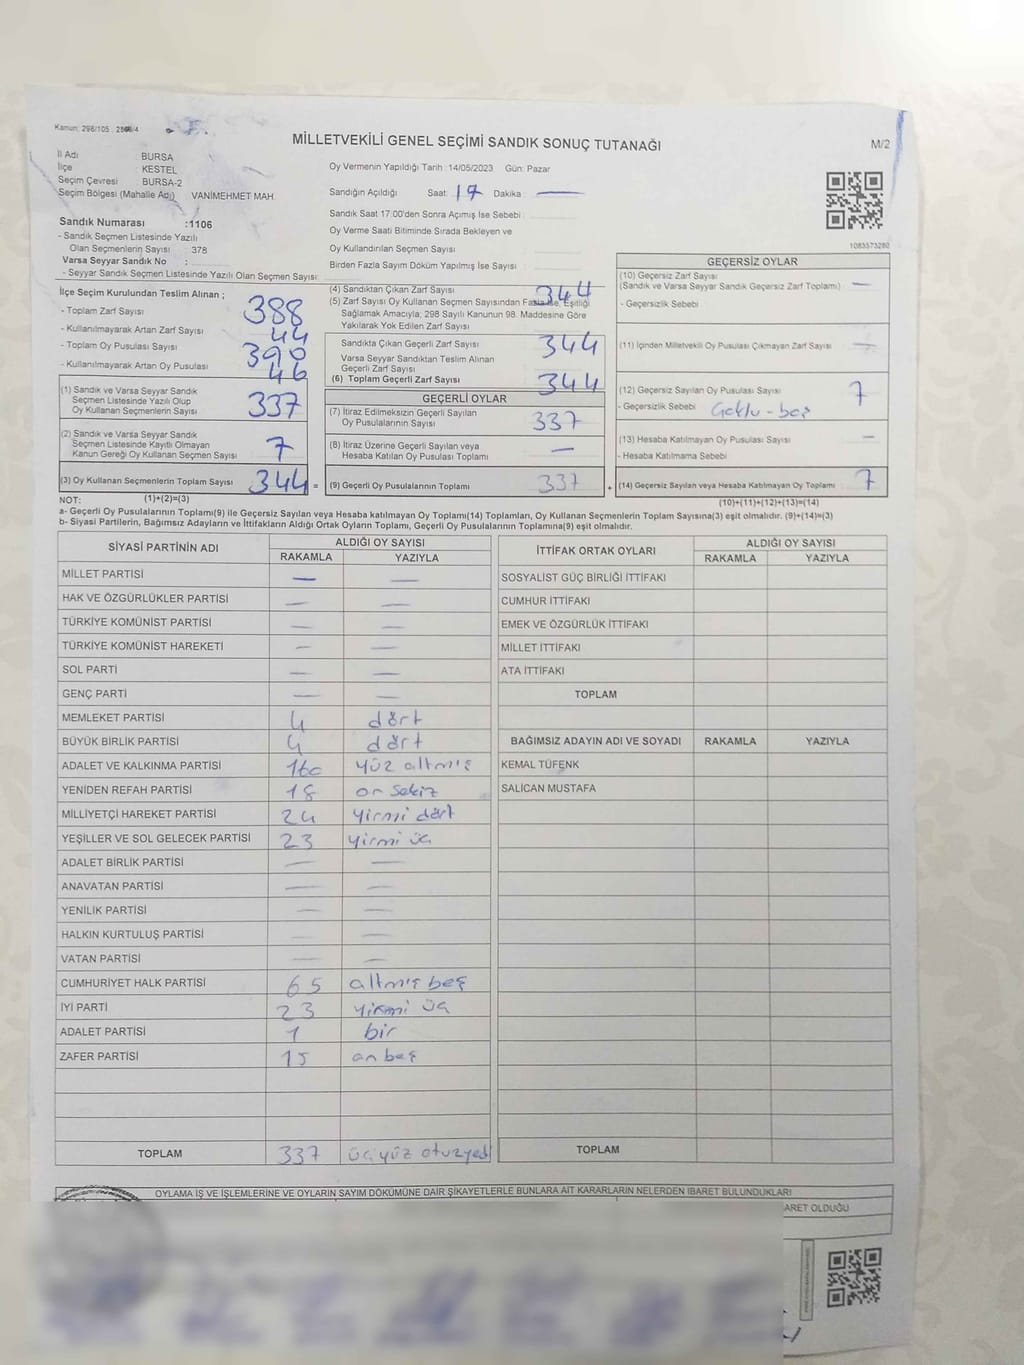 Kanun: 298/105
MİLLETVEKİLİ GENEL SEÇİMİ SANDIK SONUÇ TUTANAĞI
M/2
İl Adı BURSA
İlçe KESTEL
Seçim Çevresi BURSA-2
Seçim Bölgesi (Mahalle Adı) VANİMEHMET MAH.
Oy Vermenin Yapıldığı Tarih :14/05/2023 Gün: Pazar
Sandığın Açıldığı Saat: 17 Dakika : —
Sandık Saat 17:00'den Sonra Açımış İse Sebebi
Oy Verme Saati Bitiminde Sırada Bekleyen ve
Oy Kullandırılan Seçmen Sayısı
Birden Fazla Sayım Döküm Yapılmış İse Sayısı
1083573280
Sandık Numarası :1106
- Sandık Seçmen Listesinde Yazılı
Olan Seçmenlerin Sayısı : 378
Varsa Seyyar Sandık No :
- Seyyar Sandık Seçmen Listesinde Yazılı Olan Seçmen Sayısı:
İlçe Seçim Kurulundan Teslim Alınan ;
- Toplam Zarf Sayısı 388
- Kullanılmayarak Artan Zarf Sayısı 44
- Toplam Oy Pusulası Sayısı 390
- Kullanılmayarak Artan Oy Pusulası 46
(1) Sandık ve Varsa Seyyar Sandık
Seçmen Listesinde Yazılı Olup
Oy Kullanan Seçmenlerin Sayısı 337
(2) Sandık ve Varsa Seyyar Sandık
Seçmen Listesinde Kayıtlı Olmayan
Kanun Gereği Oy Kullanan Seçmen Sayısı 7
(3) Oy Kullanan Seçmenlerin Toplam Sayısı 344 =
(4) Sandıktan Çıkan Zarf Sayısı 344
(5) Zarf Sayısı Oy Kullanan Seçmen Sayısından Fazla İse, Eşitliği
Sağlamak Amacıyla; 298 Sayılı Kanunun 98. Maddesine Göre
Yakılarak Yok Edilen Zarf Sayısı
Sandıkta Çıkan Geçerli Zarf Sayısı 344
Varsa Seyyar Sandıktan Teslim Alınan
Geçerli Zarf Sayısı
(6) Toplam Geçerli Zarf Sayısı 344
GEÇERLİ OYLAR
(7) İtiraz Edilmeksizin Geçerli Sayılan
Oy Pusulalarının Sayısı 337
(8) İtiraz Üzerine Geçerli Sayılan veya
Hesaba Katılan Oy Pusulası Toplamı —
(9) Geçerli Oy Pusulalarının Toplamı 337 +
GEÇERSİZ OYLAR
(10) Geçersiz Zarf Sayısı
(Sandık ve Varsa Seyyar Sandık Geçersiz Zarf Toplamı) —
- Geçersizlik Sebebi
(11) İçinden Milletvekili Oy Pusulası Çıkmayan Zarf Sayısı —
(12) Geçersiz Sayılan Oy Pusulası Sayısı 7
- Geçersizlik Sebebi
(13) Hesaba Katılmayan Oy Pusulası Sayısı —
- Hesaba Katılmama Sebebi
(14) Geçersiz Sayılan veya Hesaba Katılmayan Oy Toplamı 7
NOT: (1)+(2)=(3)
(10)+(11)+(12)+(13)=(14)
a- Geçerli Oy Pusulalarının Toplamı(9) ile Geçersiz Sayılan veya Hesaba katılmayan Oy Toplamı(14) Toplamları, Oy Kullanan Seçmenlerin Toplam Sayısına(3) eşit olmalıdır. (9)+(14)=(3)
b- Siyasi Partilerin, Bağımsız Adayların ve İttifakların Aldığı Ortak Oyların Toplamı, Geçerli Oy Pusulalarının Toplamına(9) eşit olmalıdır.
SİYASİ PARTİNİN ADI ALDIĞI OY SAYISI
RAKAMLA YAZIYLA
MİLLET PARTİSİ — —
HAK VE ÖZGÜRLÜKLER PARTİSİ — —
TÜRKİYE KOMÜNİST PARTİSİ — —
TÜRKİYE KOMÜNİST HAREKETİ — —
SOL PARTİ — —
GENÇ PARTİ — —
MEMLEKET PARTİSİ 4 dört
BÜYÜK BİRLİK PARTİSİ 4 dört
ADALET VE KALKINMA PARTİSİ 160 yüz altmış
YENİDEN REFAH PARTİSİ 18 on sekiz
MİLLİYETÇİ HAREKET PARTİSİ 24 yirmi dört
YEŞİLLER VE SOL GELECEK PARTİSİ 23 yirmi üç
ADALET BİRLİK PARTİSİ — —
ANAVATAN PARTİSİ — —
YENİLİK PARTİSİ — —
HALKIN KURTULUŞ PARTİSİ — —
VATAN PARTİSİ — —
CUMHURİYET HALK PARTİSİ 65 altmış beş
İYİ PARTİ 23 yirmi üç
ADALET PARTİSİ 1 bir
ZAFER PARTİSİ 15 on beş
TOPLAM 337 üçyüz otuzyedi
İTTİFAK ORTAK OYLARI ALDIĞI OY SAYISI
RAKAMLA YAZIYLA
SOSYALİST GÜÇ BİRLİĞİ İTTİFAKI
CUMHUR İTTİFAKI
EMEK VE ÖZGÜRLÜK İTTİFAKI
MİLLET İTTİFAKI
ATA İTTİFAKI
TOPLAM
BAĞIMSIZ ADAYIN ADI VE SOYADI RAKAMLA YAZIYLA
KEMAL TÜFENK
SALİCAN MUSTAFA
TOPLAM
OYLAMA İŞ VE İŞLEMLERİNE VE OYLARIN SAYIM DÖKÜMÜNE DAİR ŞİKAYETLERLE BUNLARA AİT KARARLARIN NELERDEN İBARET BULUNDUKLARI
ARET OLDUĞU